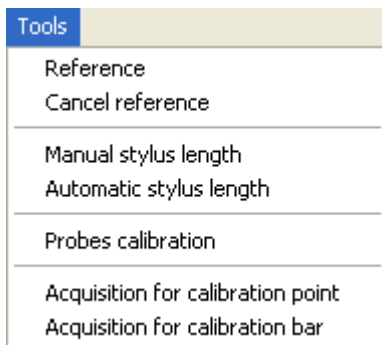 Tools
Reference
Cancel reference
Manual stylus length
Automatic stylus length
Probes calibration
Acquisition for calibration point
Acquisition for calibration bar